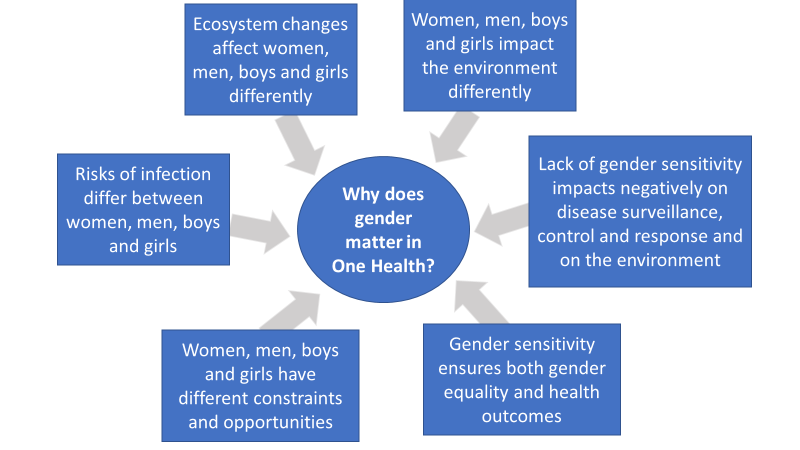 Ecosystem changes
affect women,
men, boys and girls
differently
Women, men, boys
and girls impact
the environment
differently
Risks of infection
differ between
women, men, boys
and girls
Why does
gender
matter in
One Health?
Lack of gender sensitivity
impacts negatively on
disease surveillance,
control and response and
on the environment
Women, men, boys
and girls have
different constraints
and opportunities
Gender sensitivity
ensures both gender
equality and health
outcomes